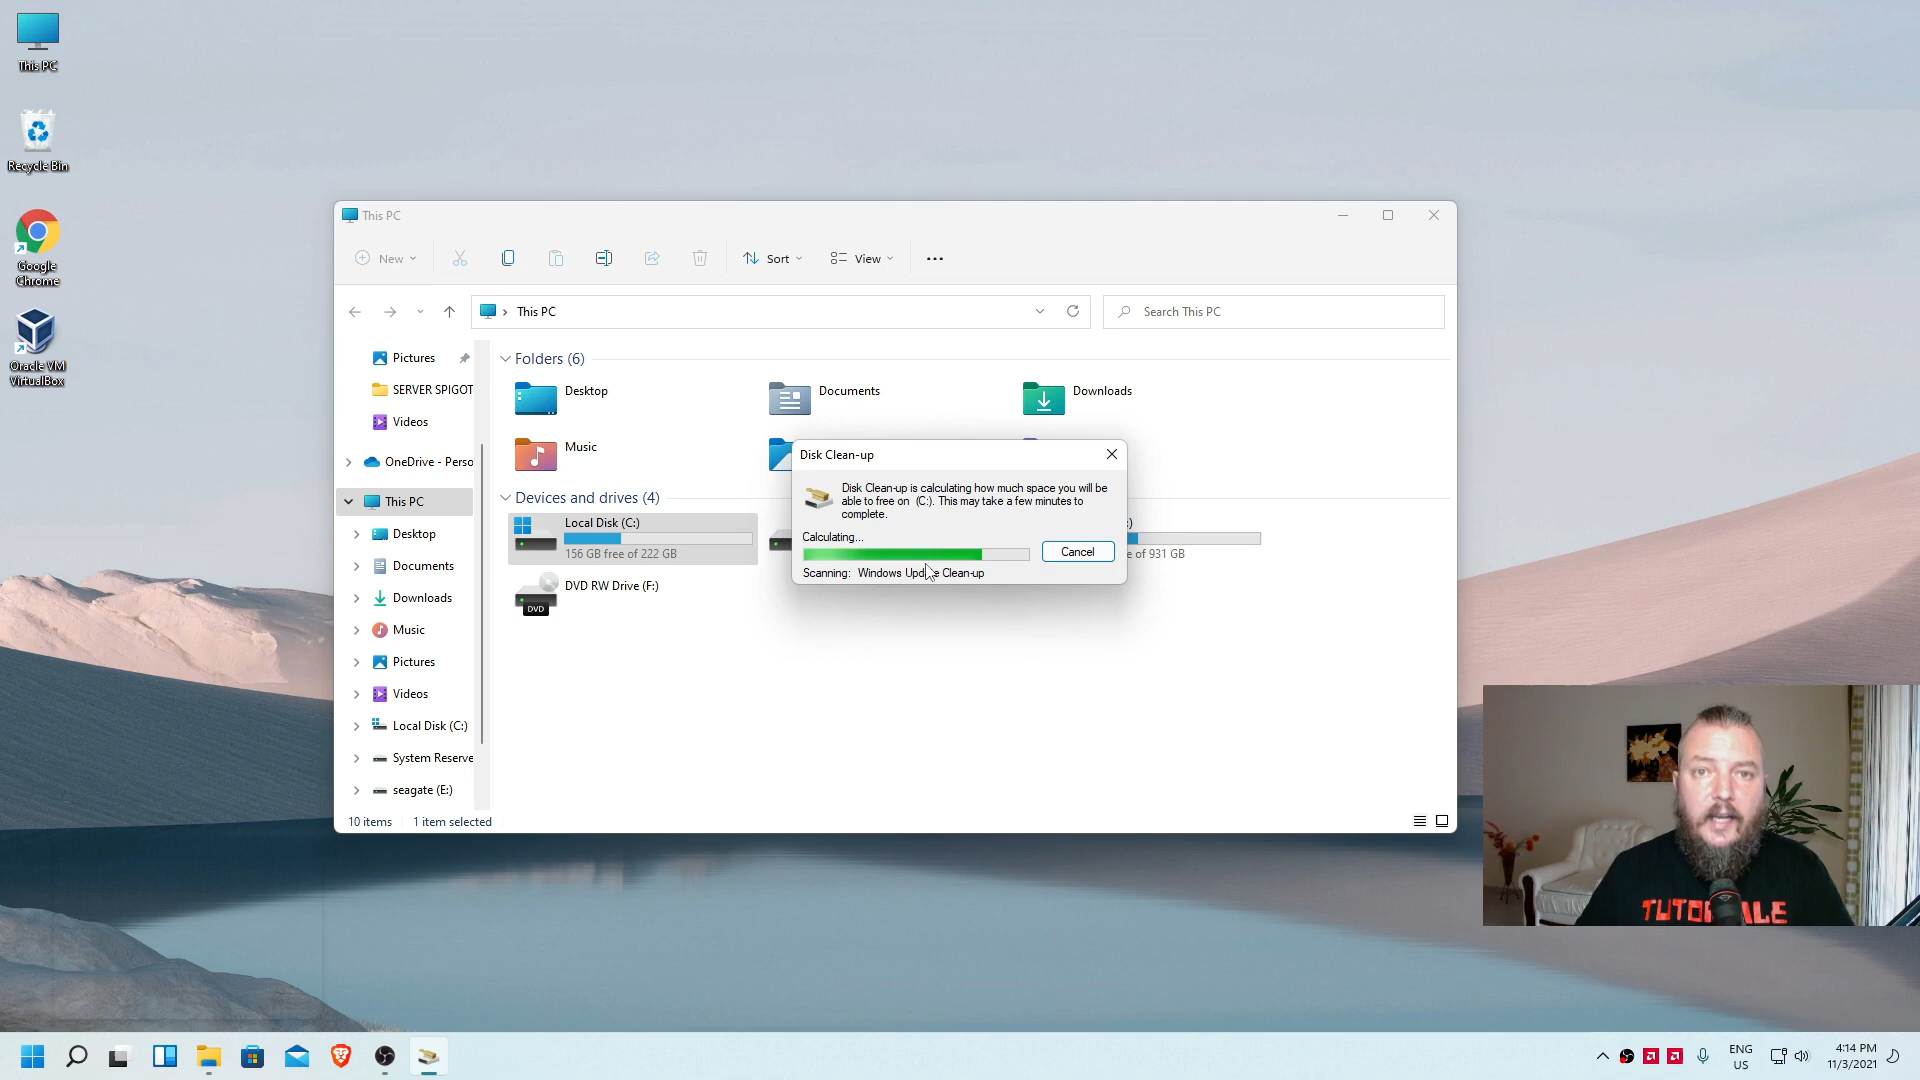 This PC
Recycle Bin
Google
Chrome
Oracle VM
VirtualBox
This PC
New
Sort
View
This PC
Search This PC
Pictures
SERVER SPIGOT
Videos
OneDrive - Perso
This PC
Desktop
Documents
Downloads
Music
Pictures
Videos
Local Disk (C:)
System Reserve
seagate (E:)
Folders (6)
Desktop
Documents
Downloads
Music
Devices and drives (4)
Local Disk (C:)
156 GB free of 222 GB
:)
e of 931 GB
DVD RW Drive (F:)
DVD
Disk Clean-up
Disk Clean-up is calculating how much space you will be
able to free on (C:). This may take a few minutes to
complete.
Calculating...
Cancel
Scanning: Windows Clean-up
10 items 1 item selected
ENG
US
4:14 PM
11/3/2021